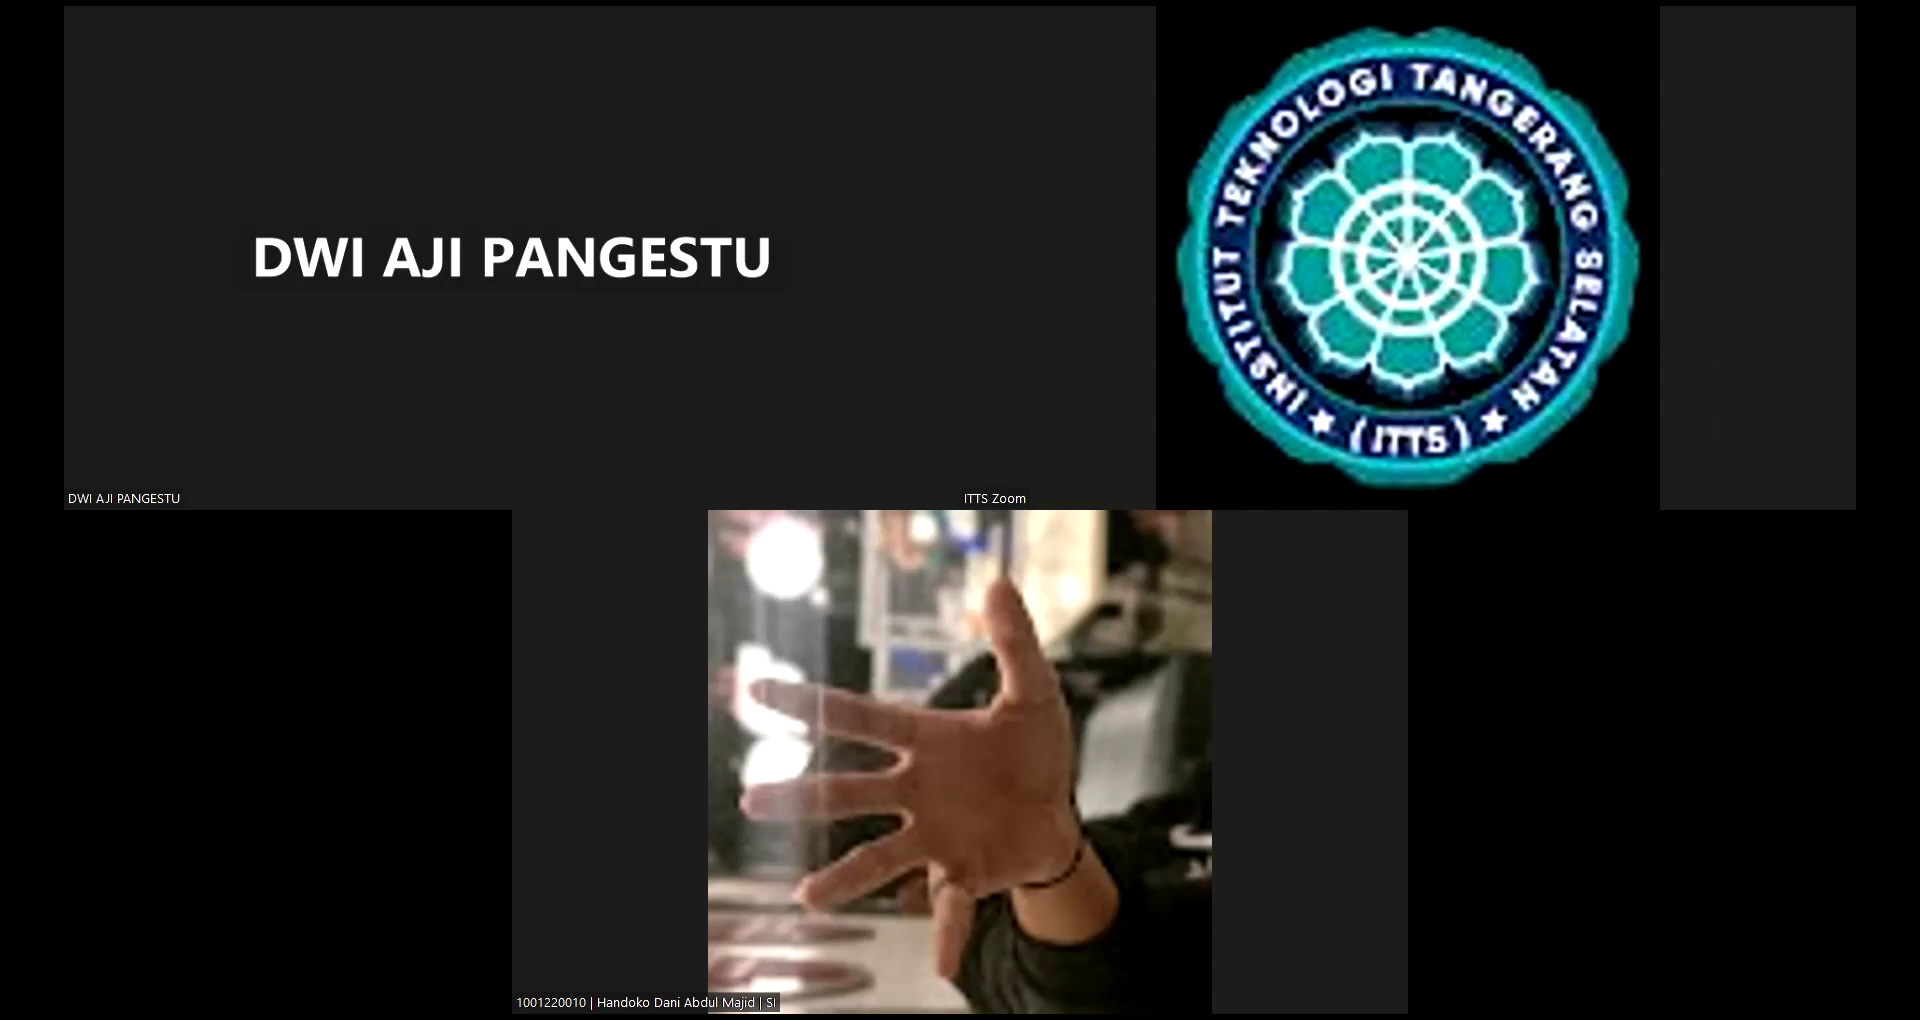 DWI AJI PANGESTU
INSTITUT TEKNOLOGI TANGERANG SELATAN
(ITTS)
DWI AJI PANGESTU
ITTS Zoom
1001220010 | Handoko Dani Abdul Majid | SI